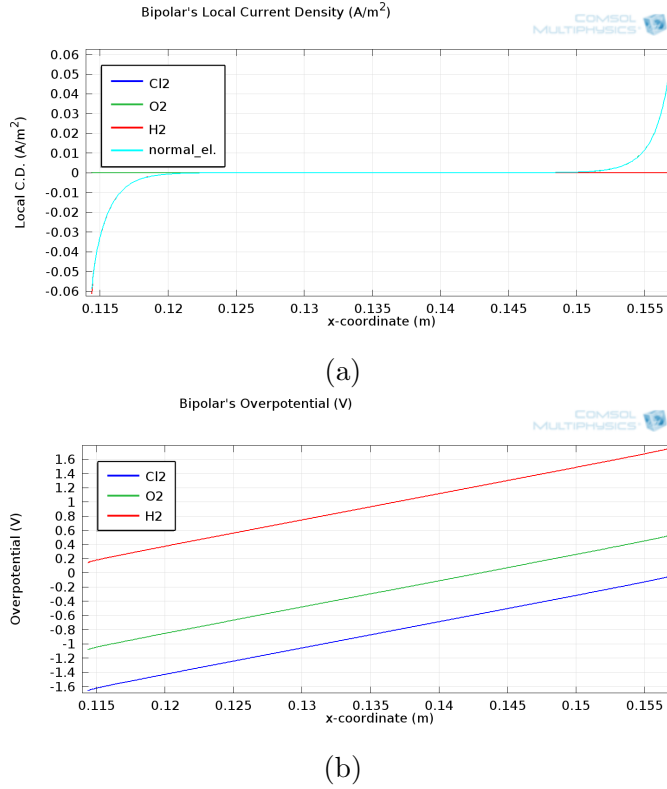 Bipolar's Local Current Density (A/m²)
COMSOL
MULTIPHYSICS®
0.06
0.05
0.04
0.03
0.02
0.01
0
-0.01
-0.02
-0.03
-0.04
-0.05
-0.06
Local C.D. (A/m²)
Cl2
O2
H2
normal_el.
0.115 0.12 0.125 0.13 0.135 0.14 0.145 0.15 0.155
x-coordinate (m)
(a)
Bipolar's Overpotential (V)
COMSOL
MULTIPHYSICS®
1.6
1.4
1.2
1
0.8
0.6
0.4
0.2
0
-0.2
-0.4
-0.6
-0.8
-1
-1.2
-1.4
-1.6
Overpotential (V)
Cl2
O2
H2
0.115 0.12 0.125 0.13 0.135 0.14 0.145 0.15 0.155
x-coordinate (m)
(b)